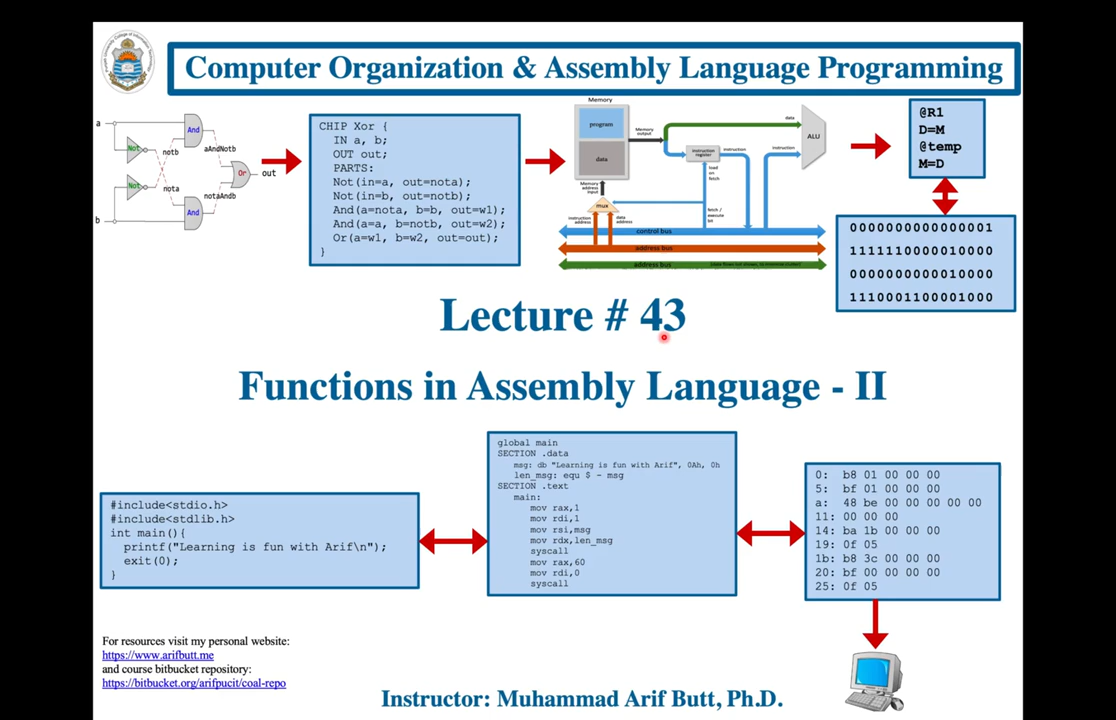 Computer Organization & Assembly Language Programming
a
b
Not
Not
notb
nota
And
And
aAndNotb
notaAndb
Or
out
CHIP Xor {
IN a, b;
OUT out;
PARTS:
Not(in=a, out=nota);
Not(in=b, out=notb);
And(a=nota, b=b, out=w1);
And(a=a, b=notb, out=w2);
Or(a=w1, b=w2, out=out);
}
Memory
program
data
Memory
output
Memory
address
input
mux
instruction
address
data
address
instruction
register
load
on
fetch
fetch /
execute
bit
instruction
instruction
data
ALU
control bus
address bus
address bus
@R1
D=M
@temp
M=D
0000000000000001
1111110000010000
0000000000010000
1110001100001000
Lecture # 43
Functions in Assembly Language - II
#include<stdio.h>
#include<stdlib.h>
int main(){
printf("Learning is fun with Arif\n");
exit(0);
}
global main
SECTION .data
msg: db "Learning is fun with Arif", 0Ah, 0h
len_msg: equ $ - msg
SECTION .text
main:
mov rax,1
mov rdi,1
mov rsi,msg
mov rdx,len_msg
syscall
mov rax,60
mov rdi,0
syscall
0: b8 01 00 00 00
5: bf 01 00 00 00
a: 48 be 00 00 00 00 00
11: 00 00 00
14: ba 1b 00 00 00
19: 0f 05
1b: b8 3c 00 00 00
20: bf 00 00 00 00
25: 0f 05
For resources visit my personal website:
https://www.arifbutt.me
and course bitbucket repository:
https://bitbucket.org/arifpucit/coal-repo
Instructor: Muhammad Arif Butt, Ph.D.